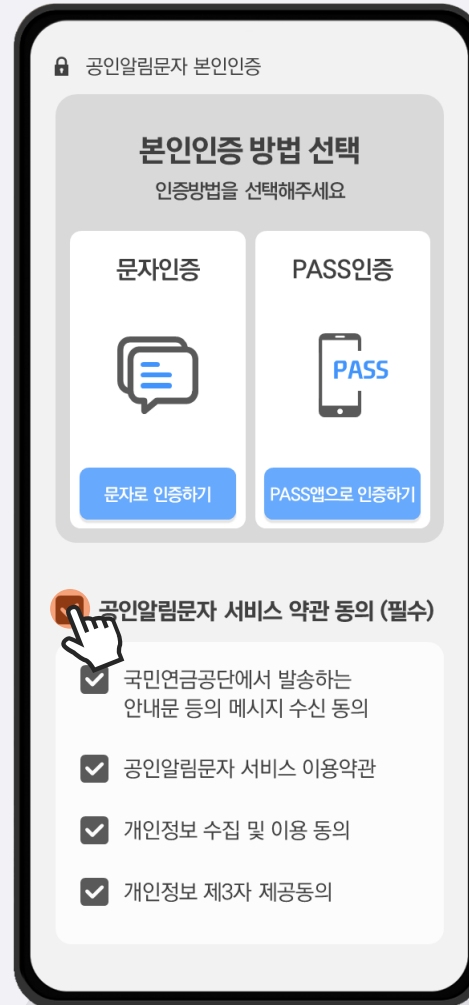 공인알림문자 본인인증
본인인증 방법 선택
인증방법을 선택해주세요
문자인증
PASS인증
PASS
문자로 인증하기
PASS앱으로 인증하기
공인알림문자 서비스 약관 동의 (필수)
국민연금공단에서 발송하는
안내문 등의 메시지 수신 동의
공인알림문자 서비스 이용약관
개인정보 수집 및 이용 동의
개인정보 제3자 제공동의